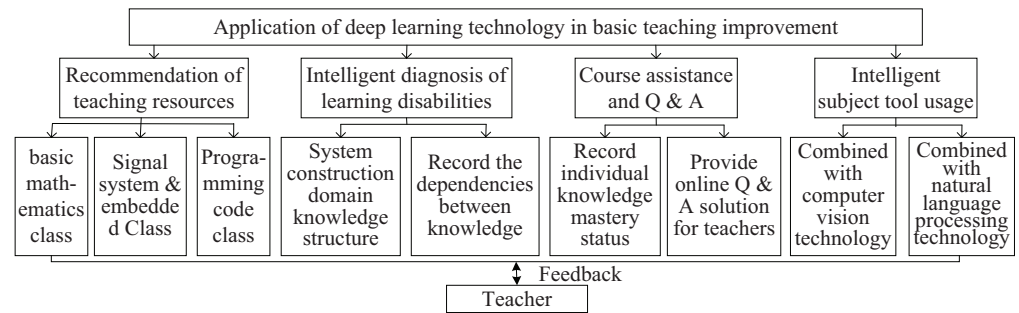 Application of deep learning technology in basic teaching improvement
Recommendation of
teaching resources
Intelligent diagnosis of
learning disabilities
Course assistance
and Q & A
Intelligent
subject tool usage
basic
math-
ematics
class
Signal
system &
embedde
d Class
Progra-
mming
code
class
System
construction
domain
knowledge
structure
Record the
dependencies
between
knowledge
Record
individual
knowledge
mastery
status
Provide
online Q &
A solution
for teachers
Combined
with
computer
vision
technology
Combined
with
natural
language
processing
technology
Feedback
Teacher